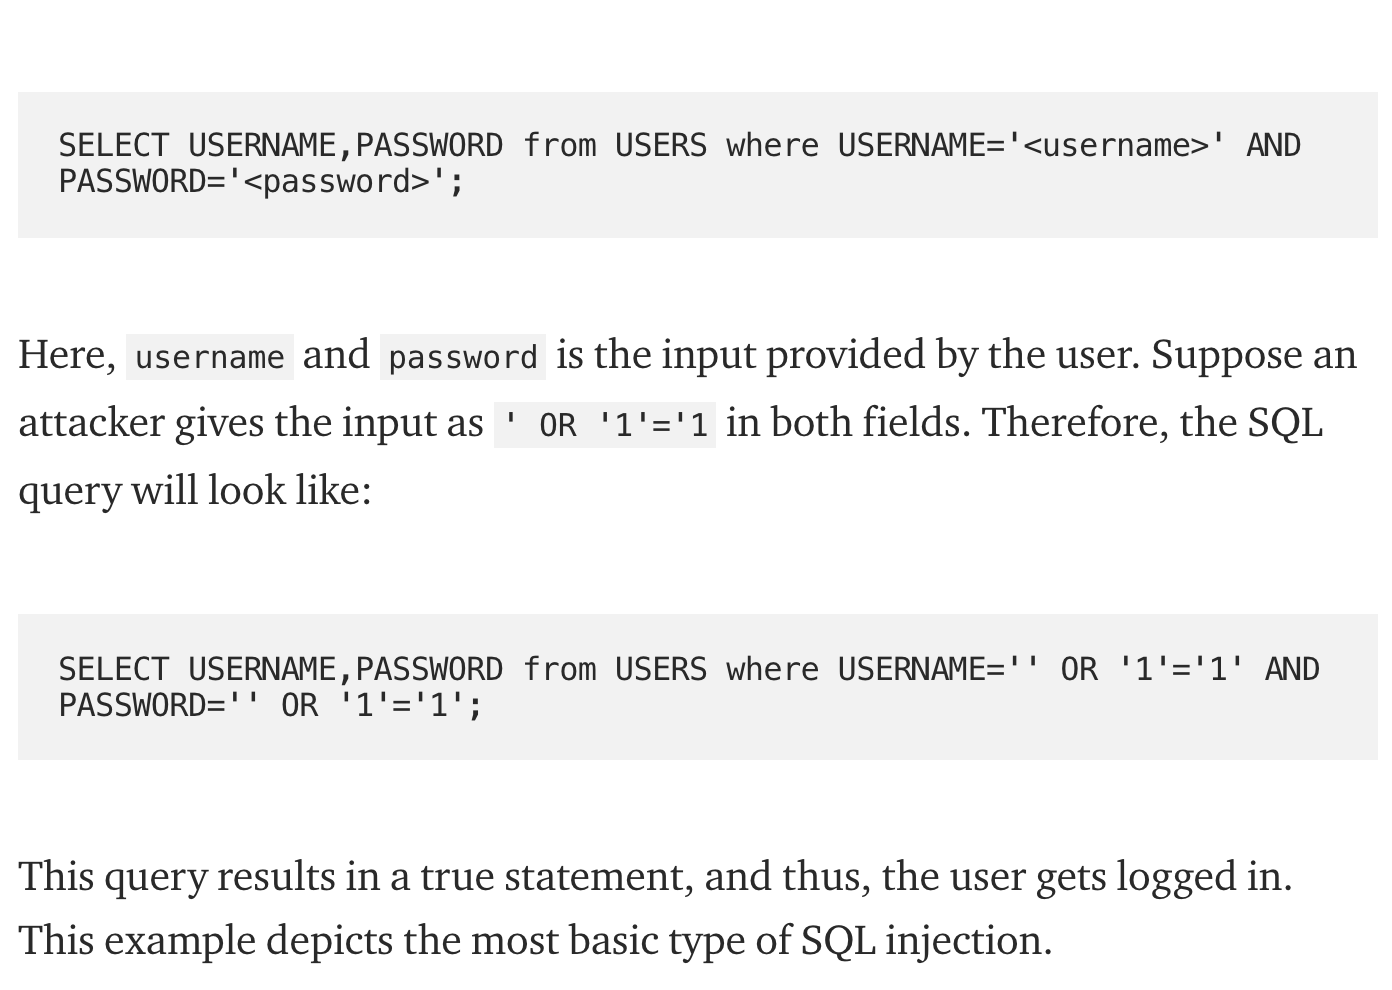 SELECT USERNAME,PASSWORD from USERS where USERNAME='<username>' AND
PASSWORD='<password>';
Here, username and password is the input provided by the user. Suppose an
attacker gives the input as ' OR '1'='1 in both fields. Therefore, the SQL
query will look like:
SELECT USERNAME,PASSWORD from USERS where USERNAME='' OR '1'='1' AND
PASSWORD='' OR '1'='1';
This query results in a true statement, and thus, the user gets logged in.
This example depicts the most basic type of SQL injection.